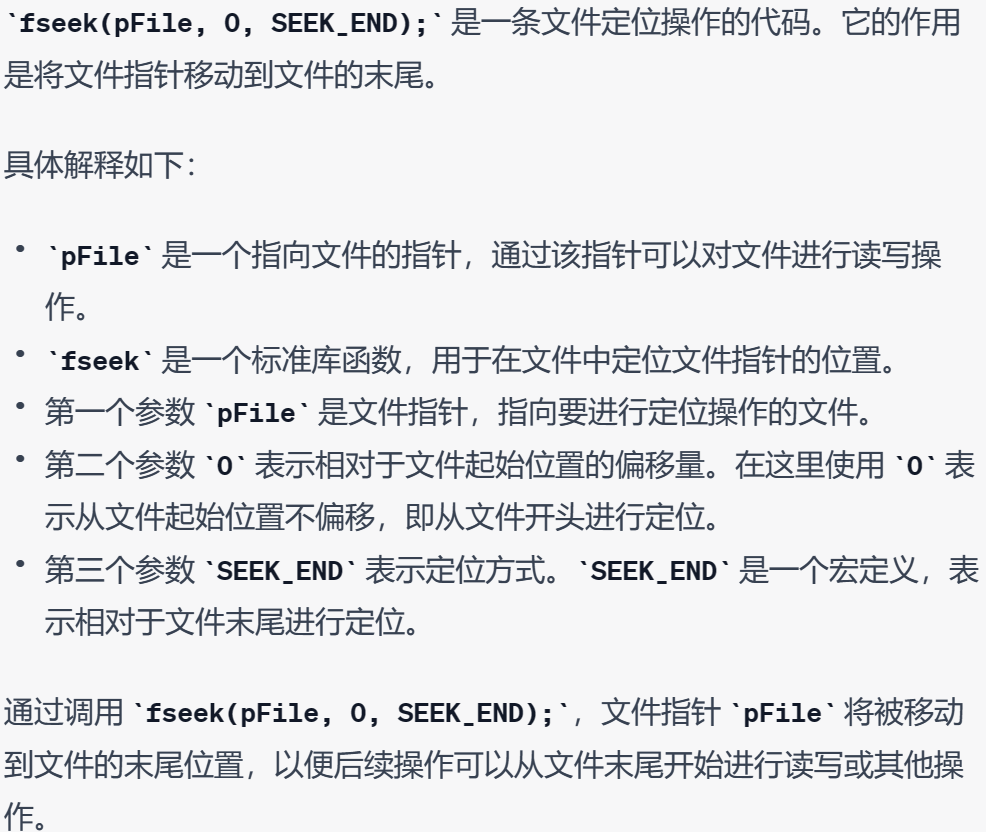 `fseek(pFile, 0, SEEK_END);` 是一条文件定位操作的代码。它的作用
是将文件指针移动到文件的末尾。
具体解释如下：
• `pFile` 是一个指向文件的指针，通过该指针可以对文件进行读写操
作。
• `fseek` 是一个标准库函数，用于在文件中定位文件指针的位置。
• 第一个参数 `pFile` 是文件指针，指向要进行定位操作的文件。
• 第二个参数 `0` 表示相对于文件起始位置的偏移量。在这里使用 `0` 表
示从文件起始位置不偏移，即从文件开头进行定位。
• 第三个参数 `SEEK_END` 表示定位方式。`SEEK_END` 是一个宏定义，表
示相对于文件末尾进行定位。
通过调用 `fseek(pFile, 0, SEEK_END);`，文件指针 `pFile` 将被移动
到文件的末尾位置，以便后续操作可以从文件末尾开始进行读写或其他操
作。